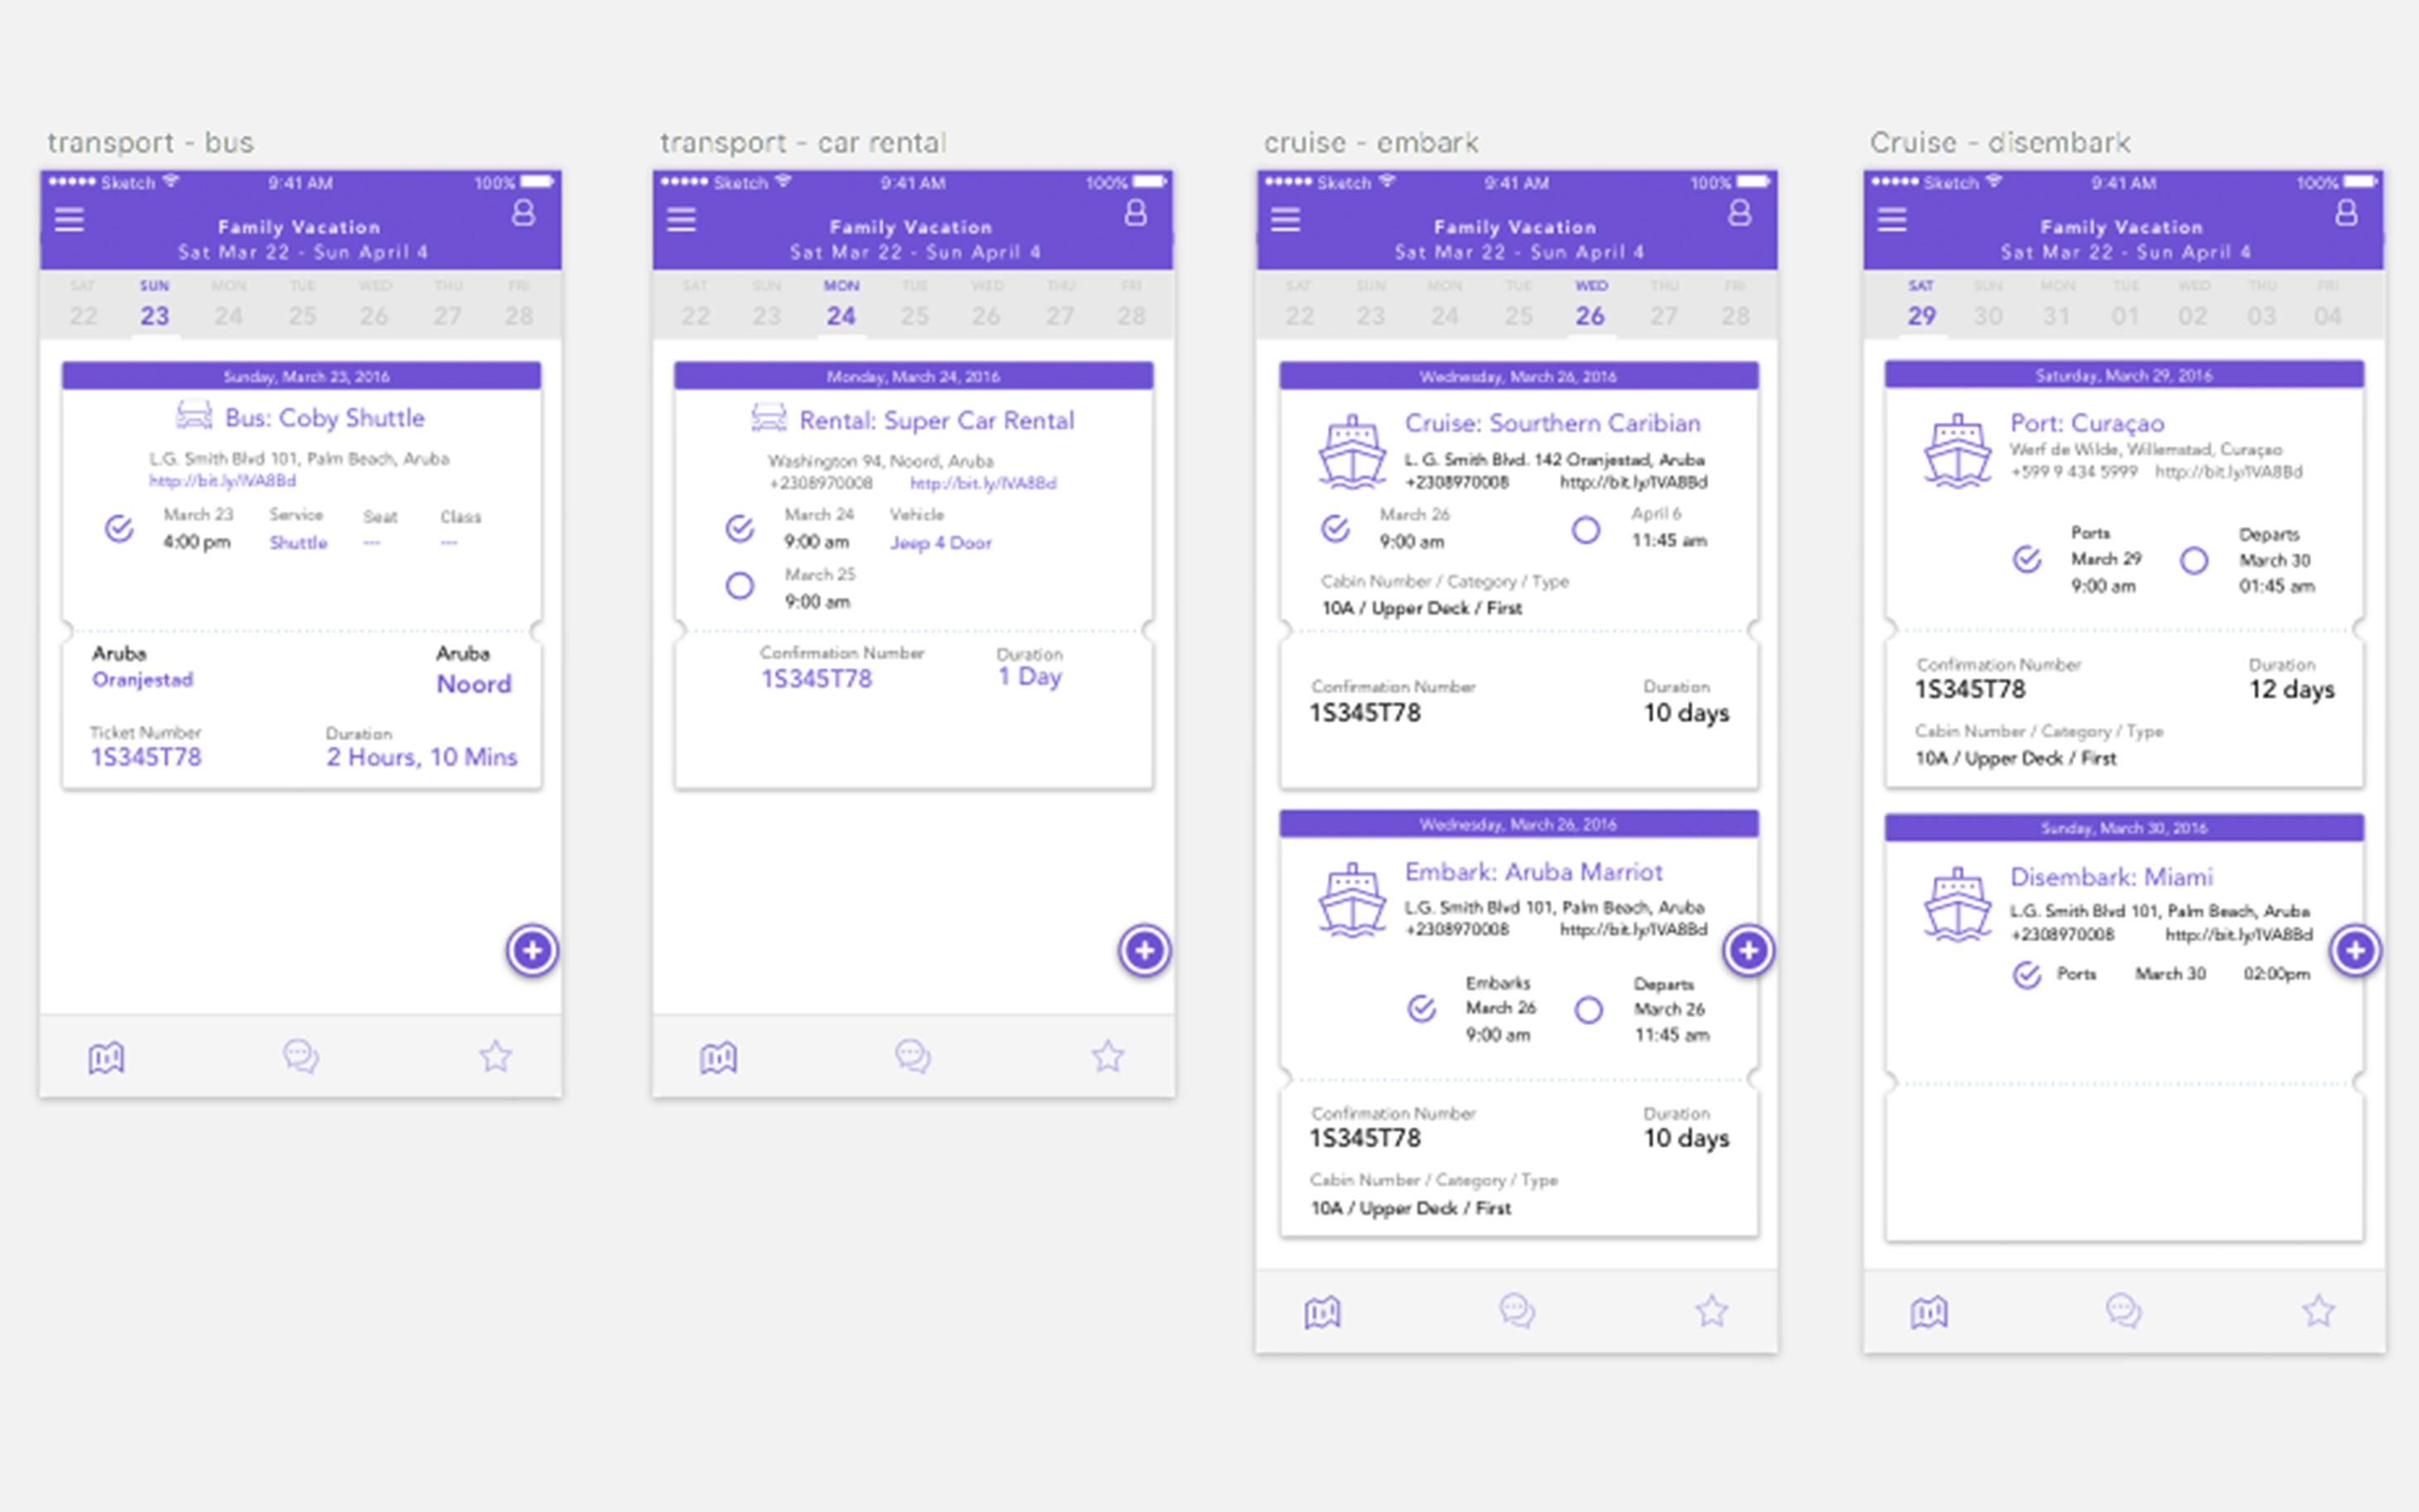 transport - bus
Sketch 9:41 AM 100%
Family Vacation
Sat Mar 22 - Sun April 4
SAT SUN MON TUE WED THU FRI
22 23 24 25 26 27 28
Sunday, March 23, 2016
Bus: Coby Shuttle
L.G. Smith Blvd 101, Palm Beach, Aruba
http://bit.ly/1VA8Bd
March 23 Service Seat Class
4:00 pm Shuttle --- ---
Aruba Aruba
Oranjestad Noord
Ticket Number Duration
1S345T78 2 Hours, 10 Mins
transport - car rental
Sketch 9:41 AM 100%
Family Vacation
Sat Mar 22 - Sun April 4
SAT SUN MON TUE WED THU FRI
22 23 24 25 26 27 28
Monday, March 24, 2016
Rental: Super Car Rental
Washington 94, Noord, Aruba
+2308970008 http://bit.ly/1VA8Bd
March 24 Vehicle
9:00 am Jeep 4 Door
March 25
9:00 am
Confirmation Number Duration
1S345T78 1 Day
cruise - embark
Sketch 9:41 AM 100%
Family Vacation
Sat Mar 22 - Sun April 4
SAT SUN MON TUE WED THU FRI
22 23 24 25 26 27 28
Wednesday, March 26, 2016
Cruise: Sourthern Caribian
L. G. Smith Blvd. 142 Oranjestad, Aruba
+2308970008 http://bit.ly/1VA8Bd
March 26 April 6
9:00 am 11:45 am
Cabin Number / Category / Type
10A / Upper Deck / First
Confirmation Number Duration
1S345T78 10 days
Wednesday, March 26, 2016
Embark: Aruba Marriot
L.G. Smith Blvd 101, Palm Beach, Aruba
+2308970008 http://bit.ly/1VA8Bd
Embarks Departs
March 26 March 26
9:00 am 11:45 am
Confirmation Number Duration
1S345T78 10 days
Cabin Number / Category / Type
10A / Upper Deck / First
Cruise - disembark
Sketch 9:41 AM 100%
Family Vacation
Sat Mar 22 - Sun April 4
SAT SUN MON TUE WED THU FRI
29 30 31 01 02 03 04
Saturday, March 29, 2016
Port: Curaçao
Werf de Wilde, Willemstad, Curaçao
+599 9 434 5999 http://bit.ly/1VA8Bd
Ports Departs
March 29 March 30
9:00 am 01:45 am
Confirmation Number Duration
1S345T78 12 days
Cabin Number / Category / Type
10A / Upper Deck / First
Sunday, March 30, 2016
Disembark: Miami
L.G. Smith Blvd 101, Palm Beach, Aruba
+2308970008 http://bit.ly/1VA8Bd
Ports March 30 02:00pm